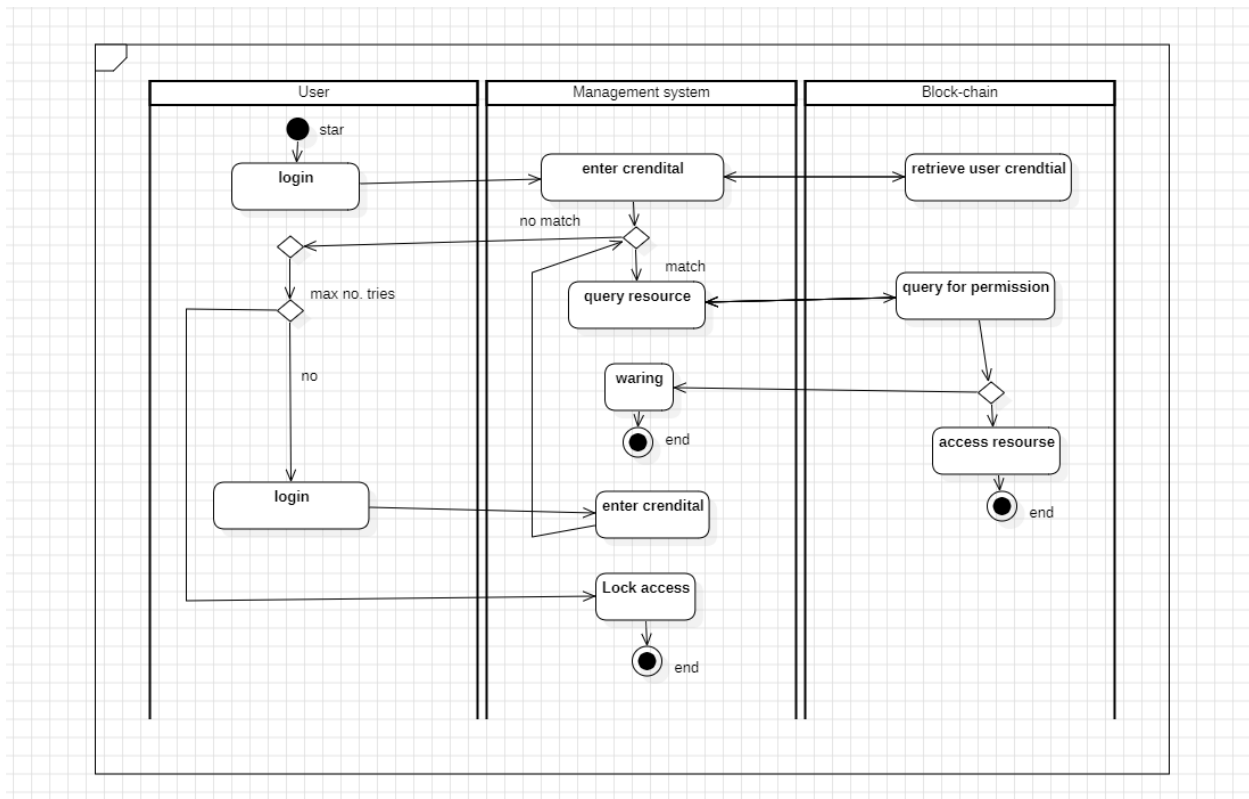 User
Management system
Block-chain
star
login
enter crendital
retrieve user crendtial
no match
match
max no. tries
query resource
query for permission
no
waring
end
access resourse
login
enter crendital
end
Lock access
end